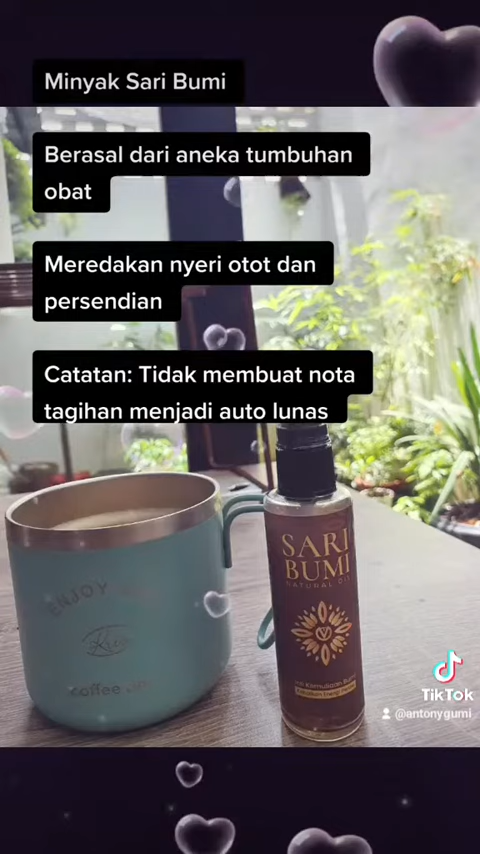 Minyak Sari Bumi
Berasal dari aneka tumbuhan
obat
Meredakan nyeri otot dan
persendian
Catatan: Tidak membuat nota
tagihan menjadi auto lunas
SARI
BUMI
NATURAL OIL
ENJOY
coffee
TikTok
@antonygumi